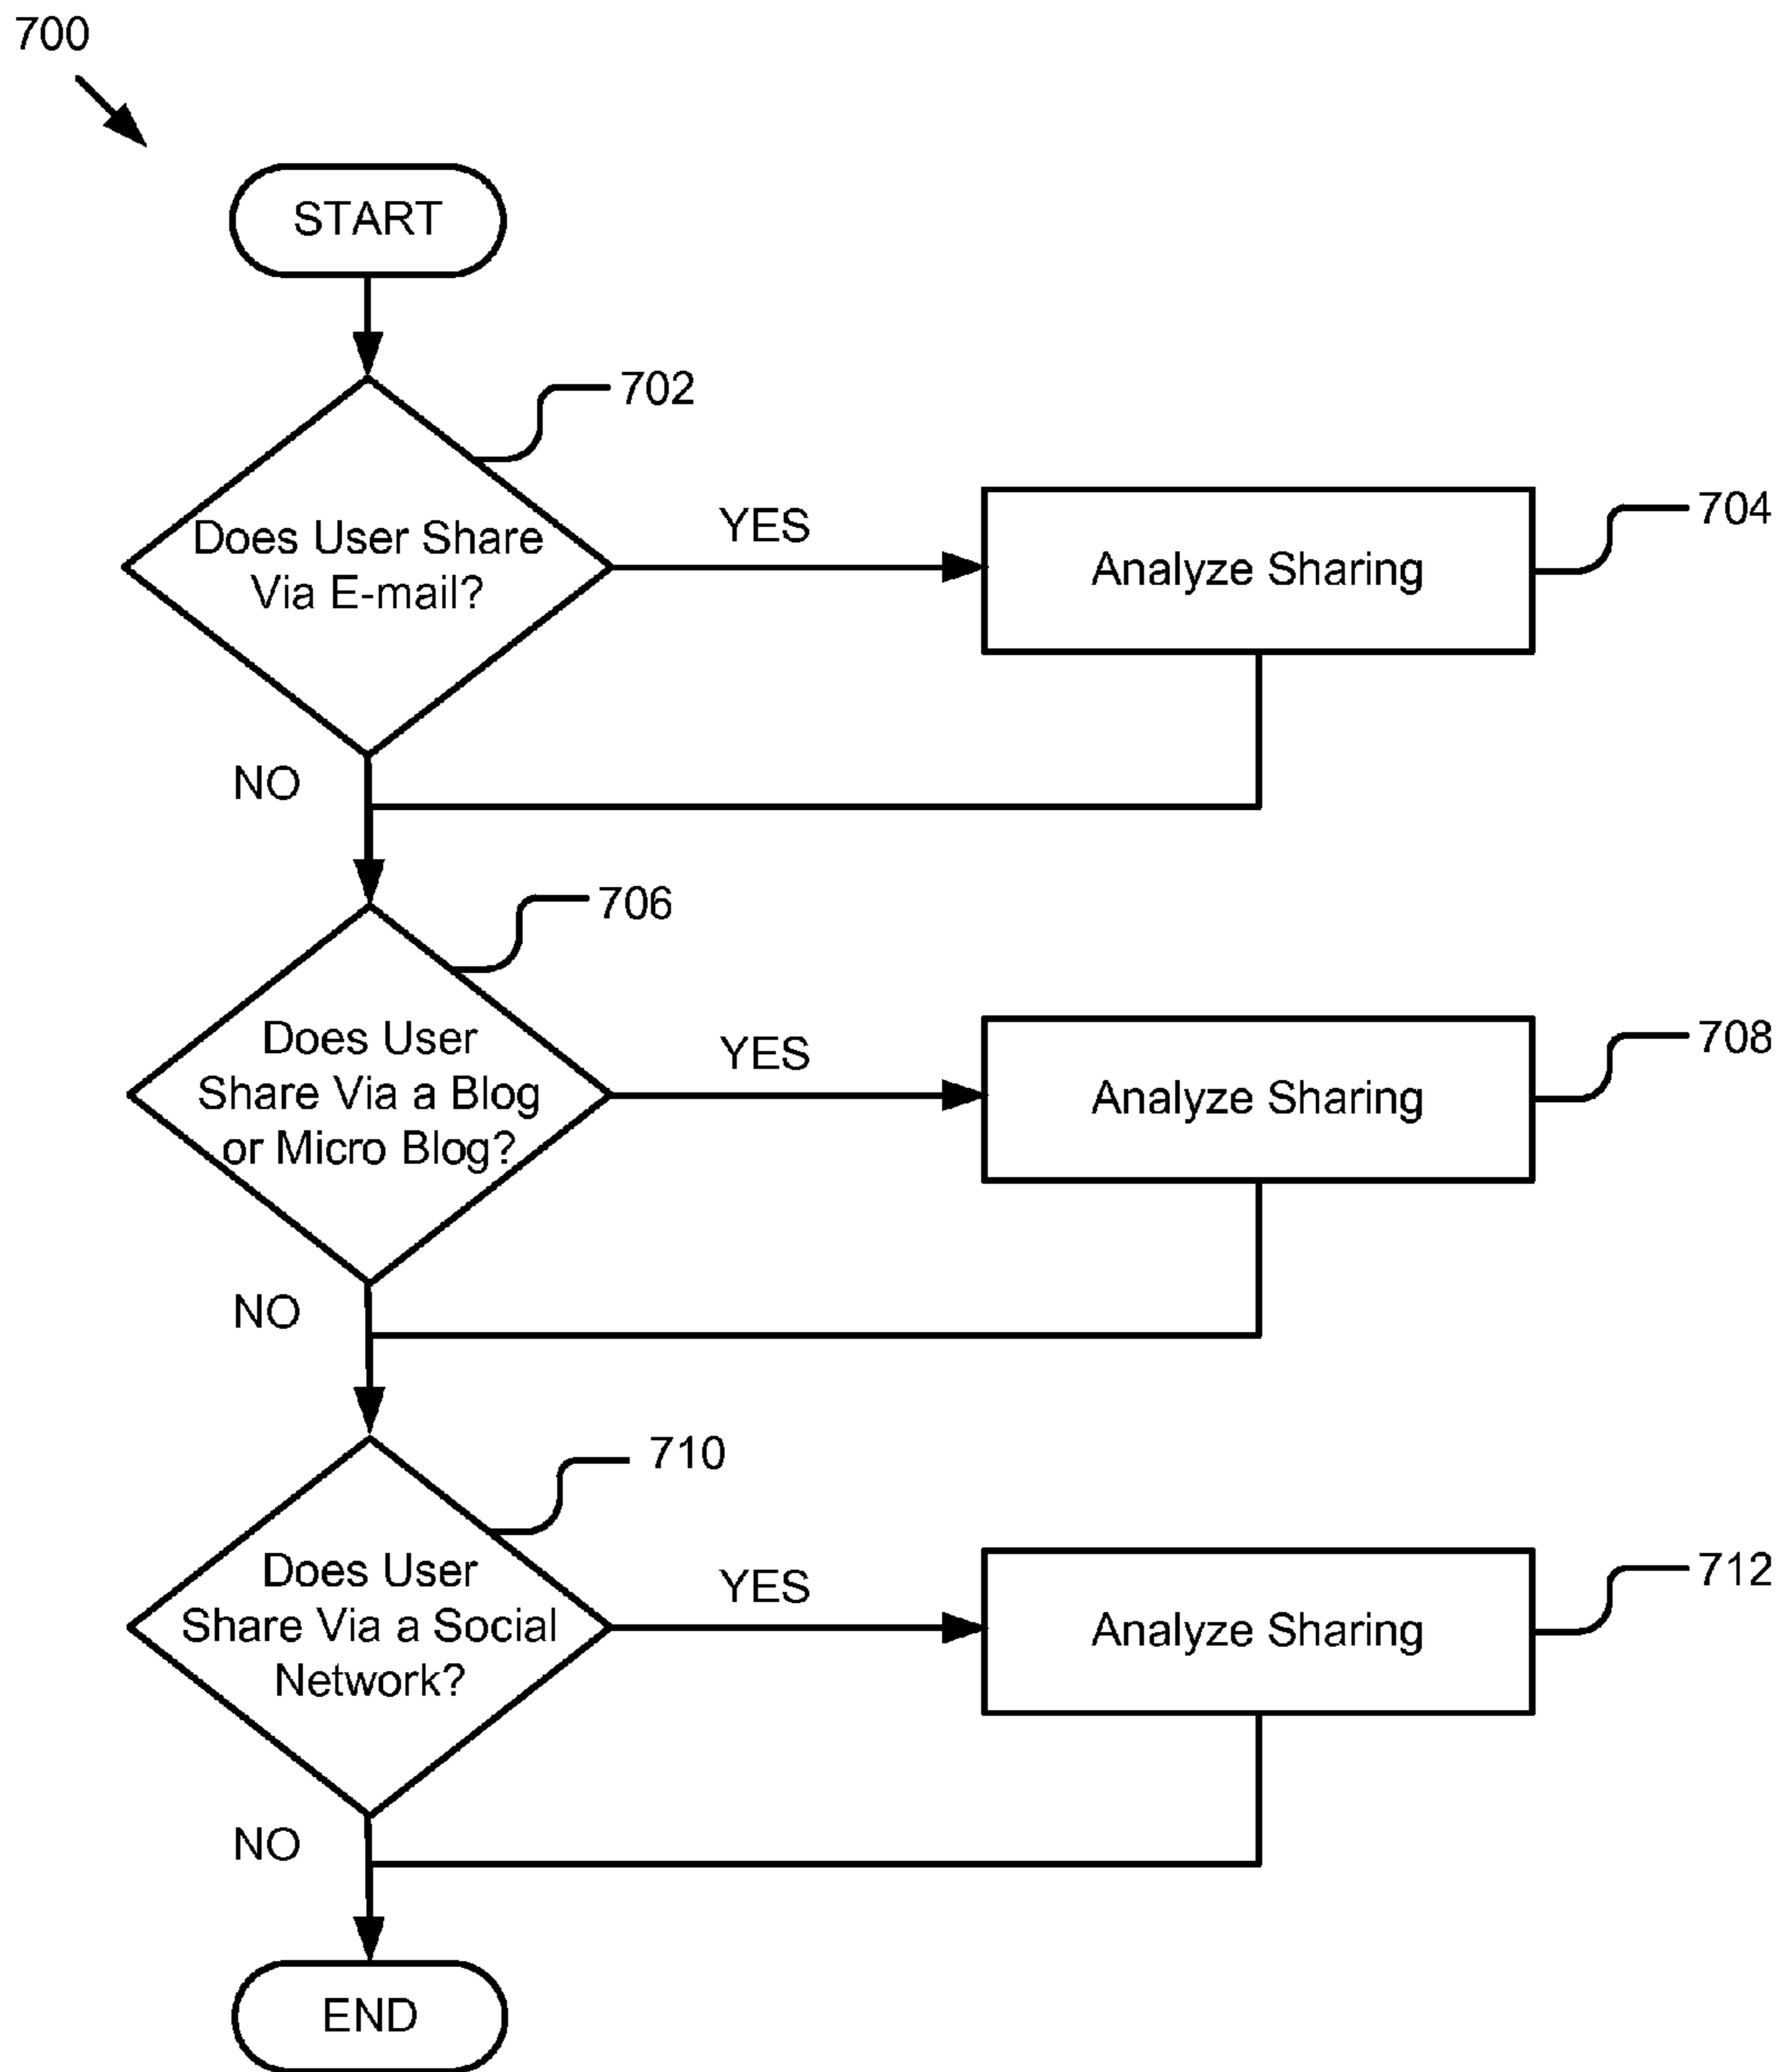 700
START
702
Does User Share
Via E-mail?
YES
Analyze Sharing
704
NO
706
Does User
Share Via a Blog
or Micro Blog?
YES
Analyze Sharing
708
NO
710
Does User
Share Via a Social
Network?
YES
Analyze Sharing
712
NO
END